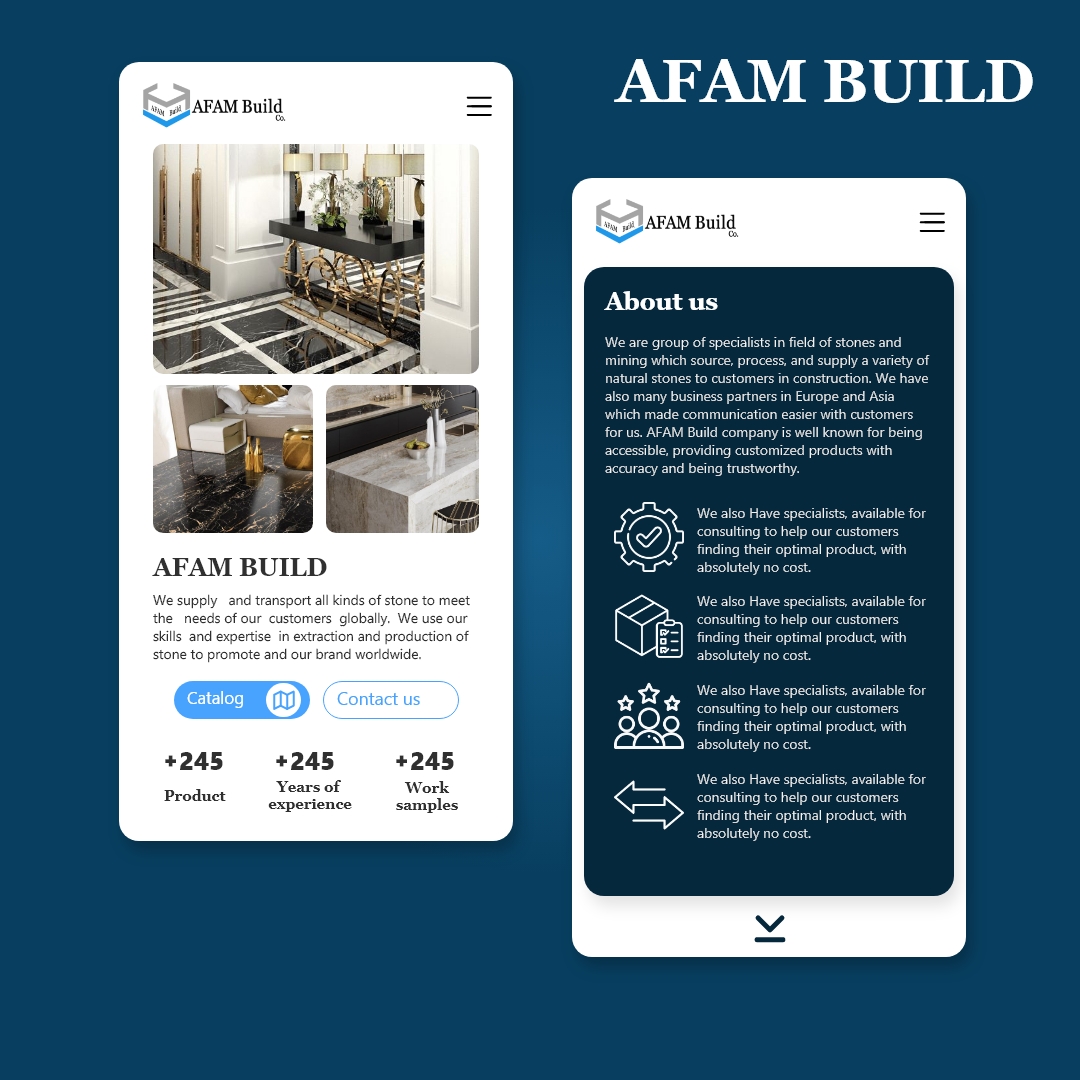 AFAM BUILD
AFAM Build
AFAM Build
Co.
AFAM BUILD
We supply and transport all kinds of stone to meet
the needs of our customers globally. We use our
skills and expertise in extraction and production of
stone to promote and our brand worldwide.
Catalog
Contact us
+245
Product
+245
Years of
experience
+245
Work
samples
AFAM Build
AFAM Build
Co.
About us
We are group of specialists in field of stones and
mining which source, process, and supply a variety of
natural stones to customers in construction. We have
also many business partners in Europe and Asia
which made communication easier with customers
for us. AFAM Build company is well known for being
accessible, providing customized products with
accuracy and being trustworthy.
We also Have specialists, available for
consulting to help our customers
finding their optimal product, with
absolutely no cost.
We also Have specialists, available for
consulting to help our customers
finding their optimal product, with
absolutely no cost.
We also Have specialists, available for
consulting to help our customers
finding their optimal product, with
absolutely no cost.
We also Have specialists, available for
consulting to help our customers
finding their optimal product, with
absolutely no cost.